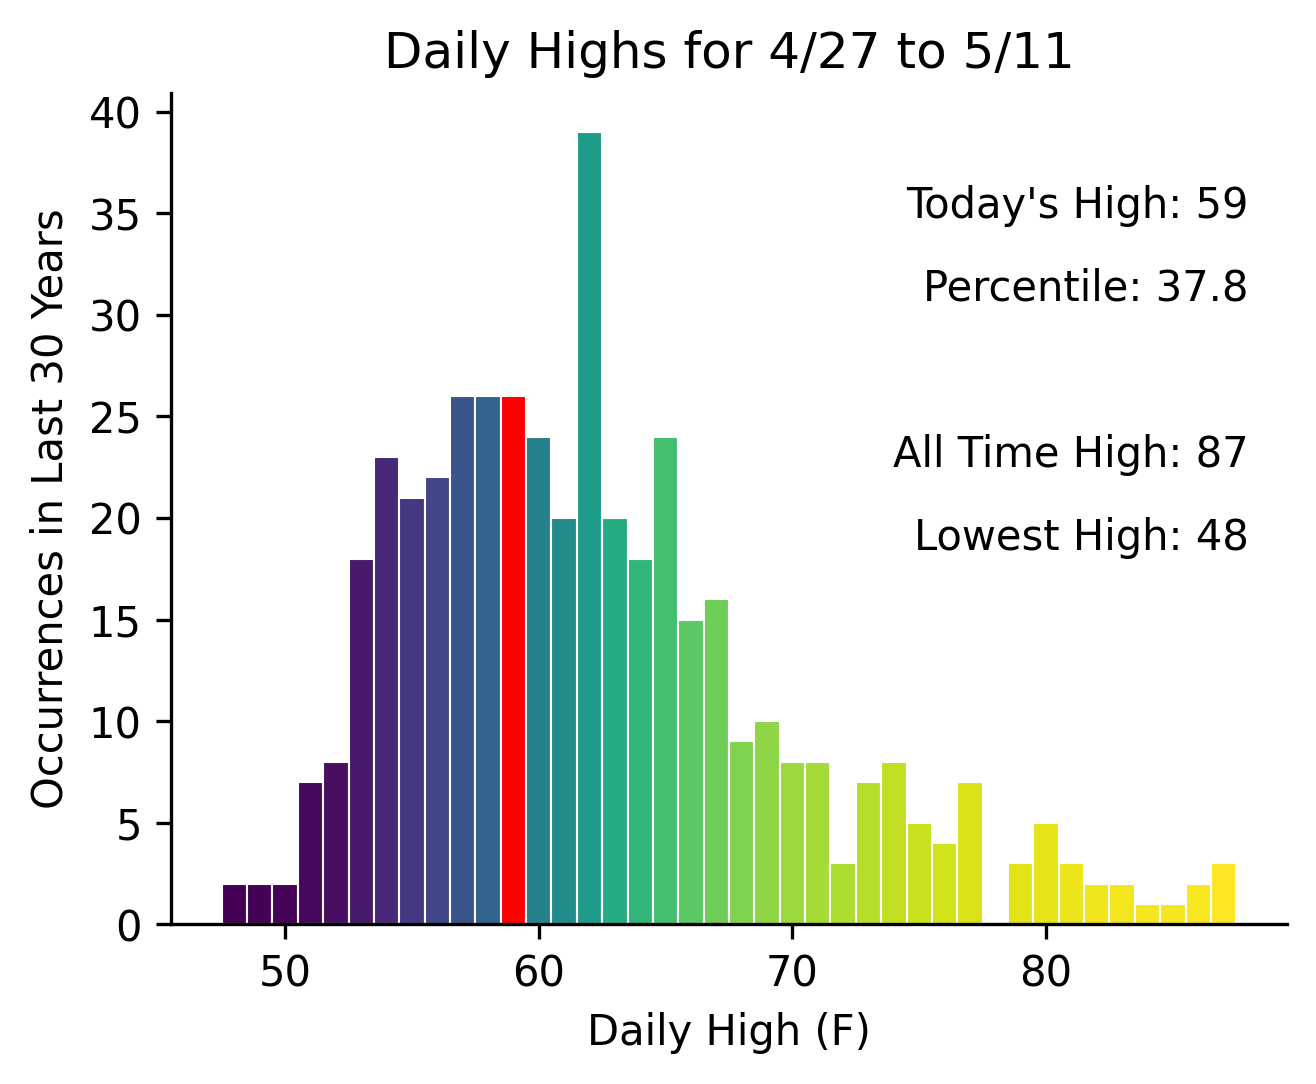 Daily Highs for 4/27 to 5/11
40
35
30
25
20
15
10
5
0
Occurrences in Last 30 Years
Today's High: 59
Percentile: 37.8
All Time High: 87
Lowest High: 48
50 60 70 80
Daily High (F)